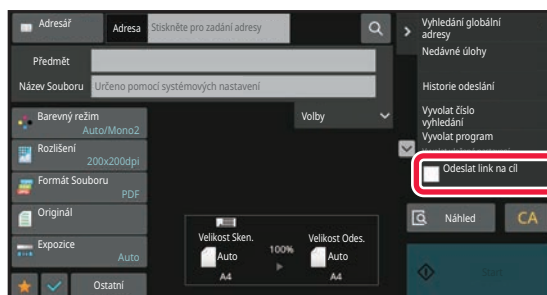 Adresář
Adresa
Stiskněte pro zadání adresy
Předmět
Název Souboru
Určeno pomocí systémových nastavení
Barevný režim
Auto/Mono2
Rozlišení
200x200dpi
Formát Souboru
PDF
Originál
Expozice
Auto
Ostatní
Volby
Velikost Sken.
Auto
A4
100%
Velikost Odes.
Auto
A4
Vyhledání globální
adresy
Nedávné úlohy
Historie odeslání
Vyvolat číslo
vyhledání
Vyvolat program
Odeslat link na cíl
Náhled
CA
Start